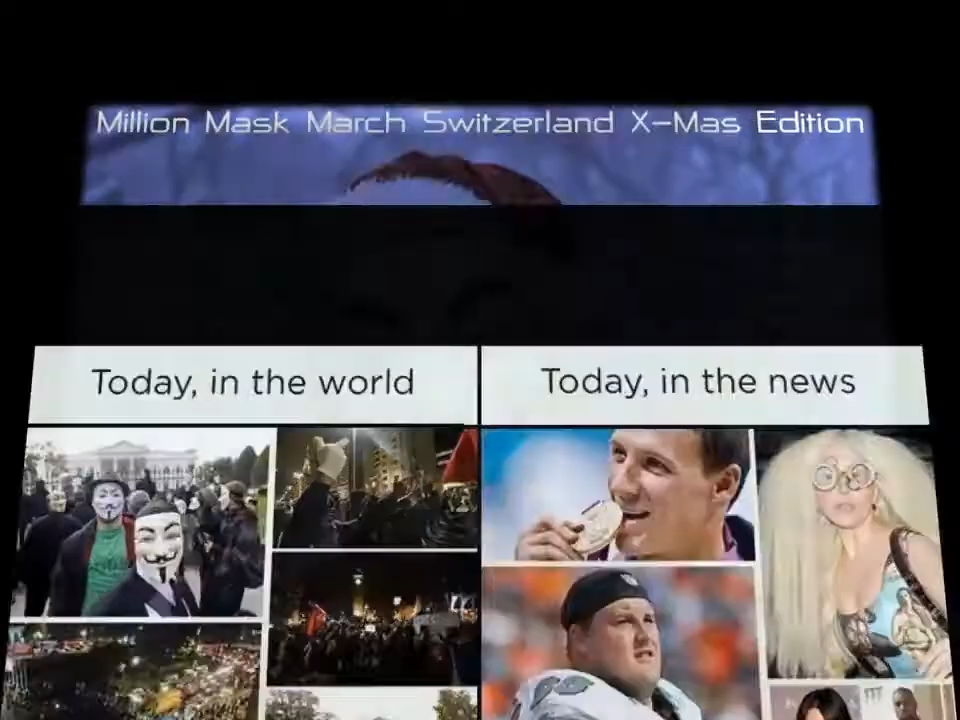 Million Mask March Switzerland X-Mas Edition
Today, in the world
Today, in the news